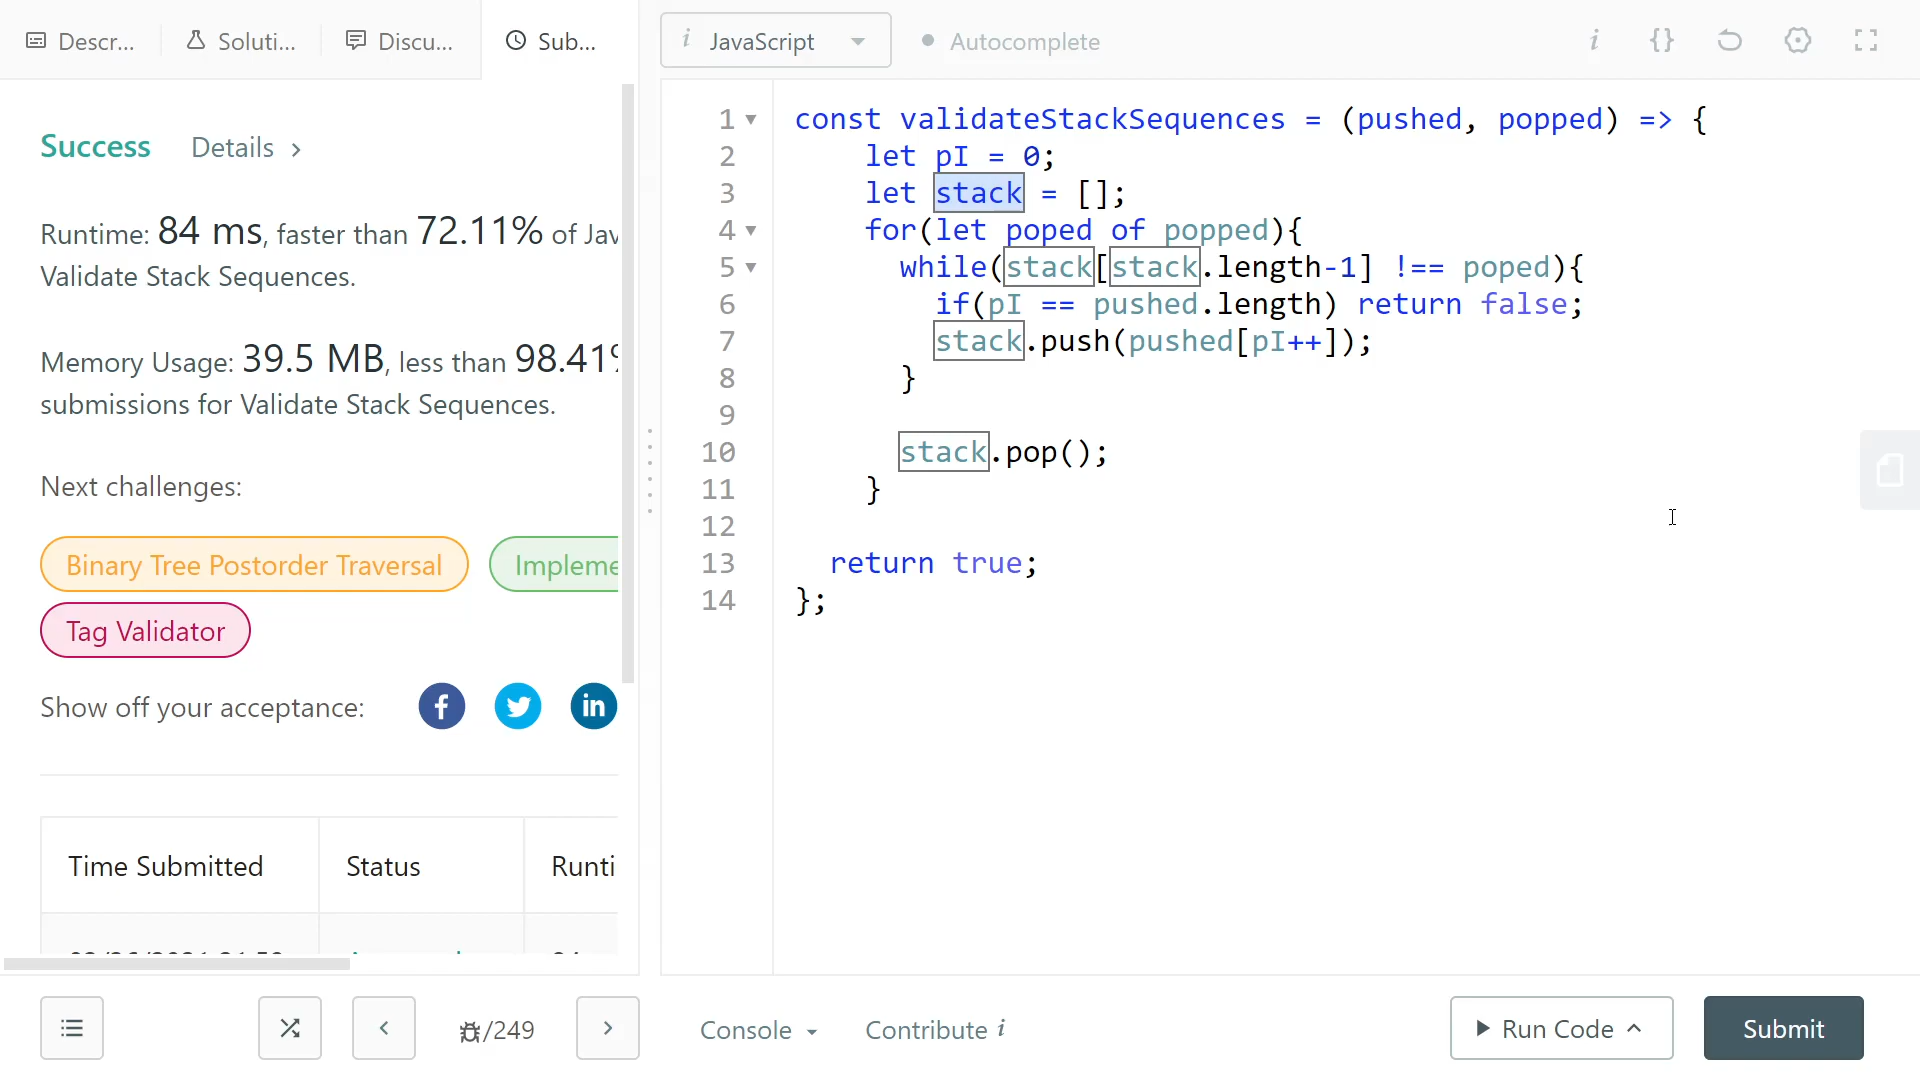 Descr...
Soluti...
Discu...
Sub...
i JavaScript
Autocomplete
i {}
Success Details >
Runtime: 84 ms, faster than 72.11% of Jav
Validate Stack Sequences.
Memory Usage: 39.5 MB, less than 98.41%
submissions for Validate Stack Sequences.
Next challenges:
Binary Tree Postorder Traversal
Impleme
Tag Validator
Show off your acceptance:
f
in
Time Submitted Status Runti
/249
1 const validateStackSequences = (pushed, popped) => {
2 let pI = 0;
3 let stack = [];
4 for(let poped of popped){
5 while(stack[stack.length-1] !== poped){
6 if(pI == pushed.length) return false;
7 stack.push(pushed[pI++]);
8 }
9
10 stack.pop();
11 }
12
13 return true;
14 };
Console
Contribute i
Run Code
Submit